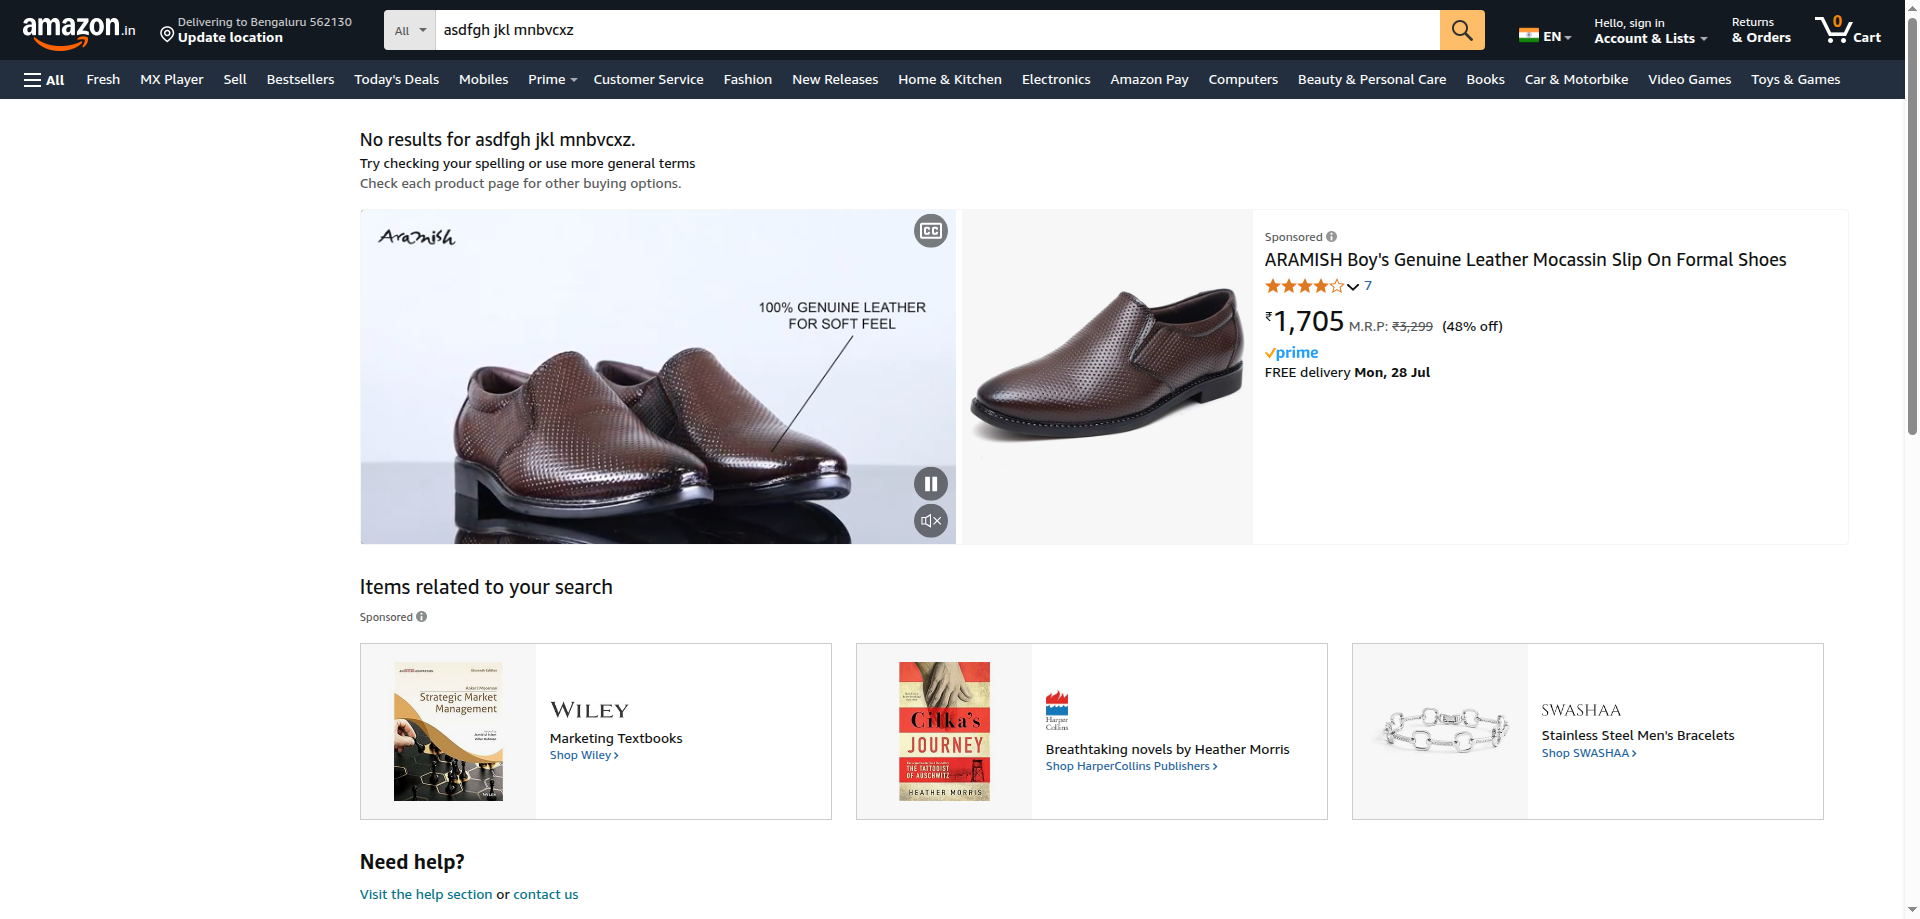 amazon.in
Delivering to Bengaluru 562130
Update location
All
asdfgh jkl mnbvcxz
EN
Hello, sign in
Account & Lists
Returns
& Orders
0
Cart
All
Fresh
MX Player
Sell
Bestsellers
Today's Deals
Mobiles
Prime
Customer Service
Fashion
New Releases
Home & Kitchen
Electronics
Amazon Pay
Computers
Beauty & Personal Care
Books
Car & Motorbike
Video Games
Toys & Games
No results for asdfgh jkl mnbvcxz.
Try checking your spelling or use more general terms
Check each product page for other buying options.
Aramish
CC
100% GENUINE LEATHER
FOR SOFT FEEL
Sponsored
ARAMISH Boy's Genuine Leather Mocassin Slip On Formal Shoes
7
₹1,705 M.R.P: ₹3,299 (48% off)
prime
FREE delivery Mon, 28 Jul
Items related to your search
Sponsored
Strategic Market
Management
WILEY
WILEY
Marketing Textbooks
Shop Wiley ›
Cilka's
JOURNEY
THE TATTOOIST
OF AUSCHWITZ
HEATHER MORRIS
Harper
Collins
Breathtaking novels by Heather Morris
Shop HarperCollins Publishers ›
SWASHAA
Stainless Steel Men's Bracelets
Shop SWASHAA ›
Need help?
Visit the help section or contact us